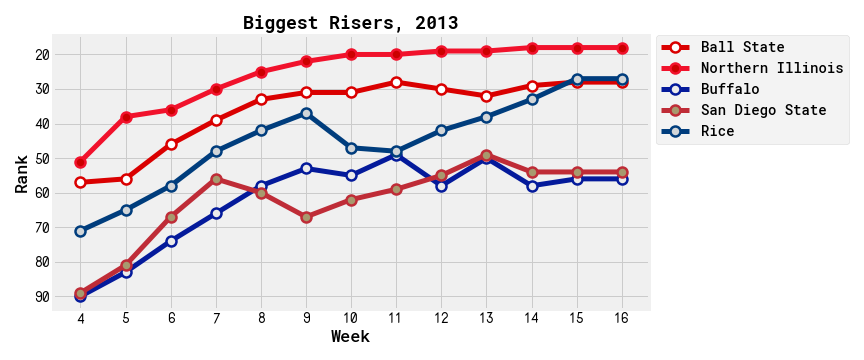 Biggest Risers, 2013
Rank
20
30
40
50
60
70
80
90
4 5 6 7 8 9 10 11 12 13 14 15 16
Week
Ball State
Northern Illinois
Buffalo
San Diego State
Rice